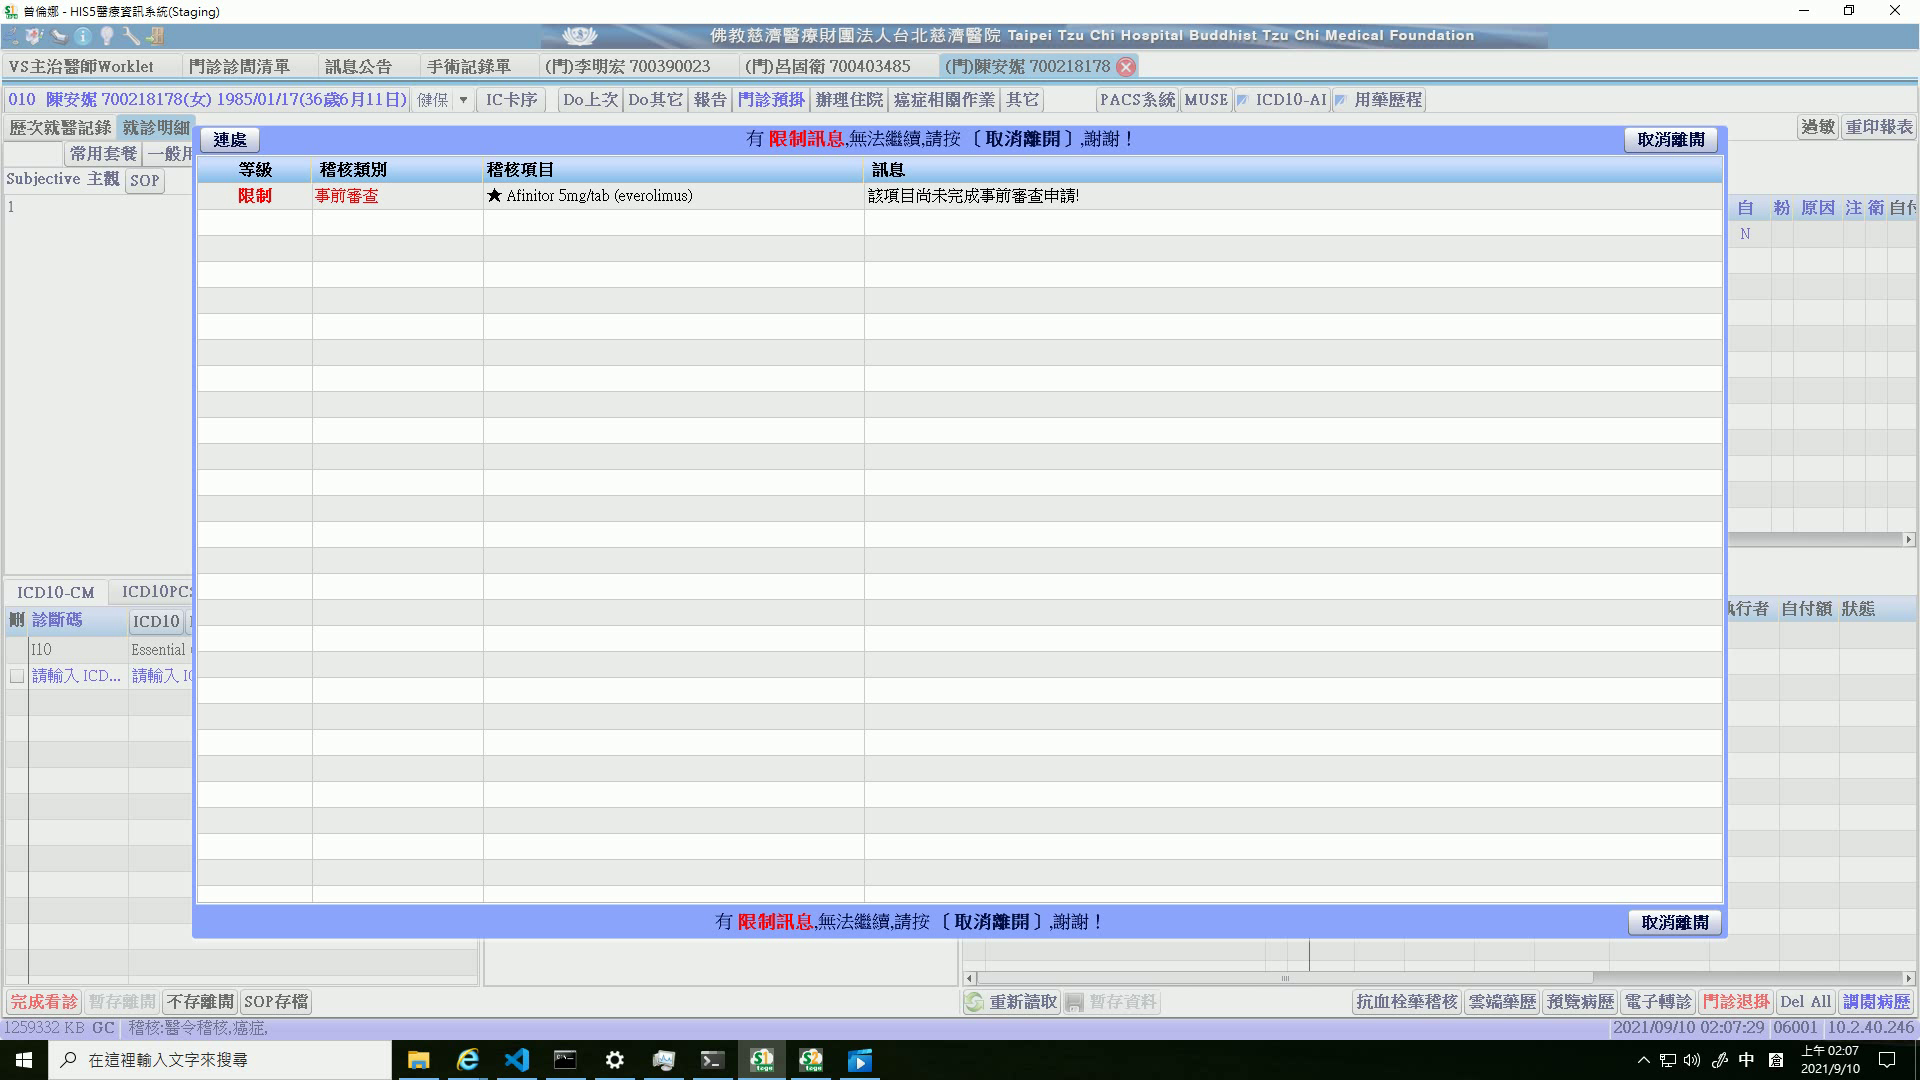 曾倫娜 - HIS5醫療資訊系統(Staging)
佛教慈濟醫療財團法人台北慈濟醫院 Taipei Tzu Chi Hospital Buddhist Tzu Chi Medical Foundation
VS主治醫師Worklet 門診診間清單 訊息公告 手術記錄單 (門)李明宏 700390023 (門)呂固衛 700403485 (門)陳安妮 700218178
010 陳安妮 700218178(女) 1985/01/17(36歲6月11日) 健保 IC卡序 Do上次 Do其它 報告 門診預掛 辦理住院 癌症相關作業 其它 PACS系統 MUSE ICD10-AI 用藥歷程
歷次就醫記錄 就診明細 過敏 重印報表
連處 有 限制訊息,無法繼續,請按 〔 取消離開 〕,謝謝！ 取消離開
常用套餐 一般用
Subjective 主觀 SOP
等級 稽核類別 稽核項目 訊息
限制 事前審查 ★ Afinitor 5mg/tab (everolimus) 該項目尚未完成事前審查申請!
1
自 粉 原因 注 衛 自付
N
ICD10-CM ICD10PC
刪 診斷碼 ICD10
執行者 自付額 狀態
I10 Essential
請輸入 ICD... 請輸入 IC
有 限制訊息,無法繼續,請按 〔 取消離開 〕,謝謝！ 取消離開
完成看診 暫存離開 不存離開 SOP存檔 重新讀取 暫存資料 抗血栓華稽核 雲端藥歷 預覽病歷 電子轉診 門診退掛 Del All 調閱病歷
1259332 KB GC 稽核:醫令稽核,癌症, 2021/09/10 02:07:29 06001 10.2.40.246
在這裡輸入文字來搜尋
中
上午 02:07
2021/9/10